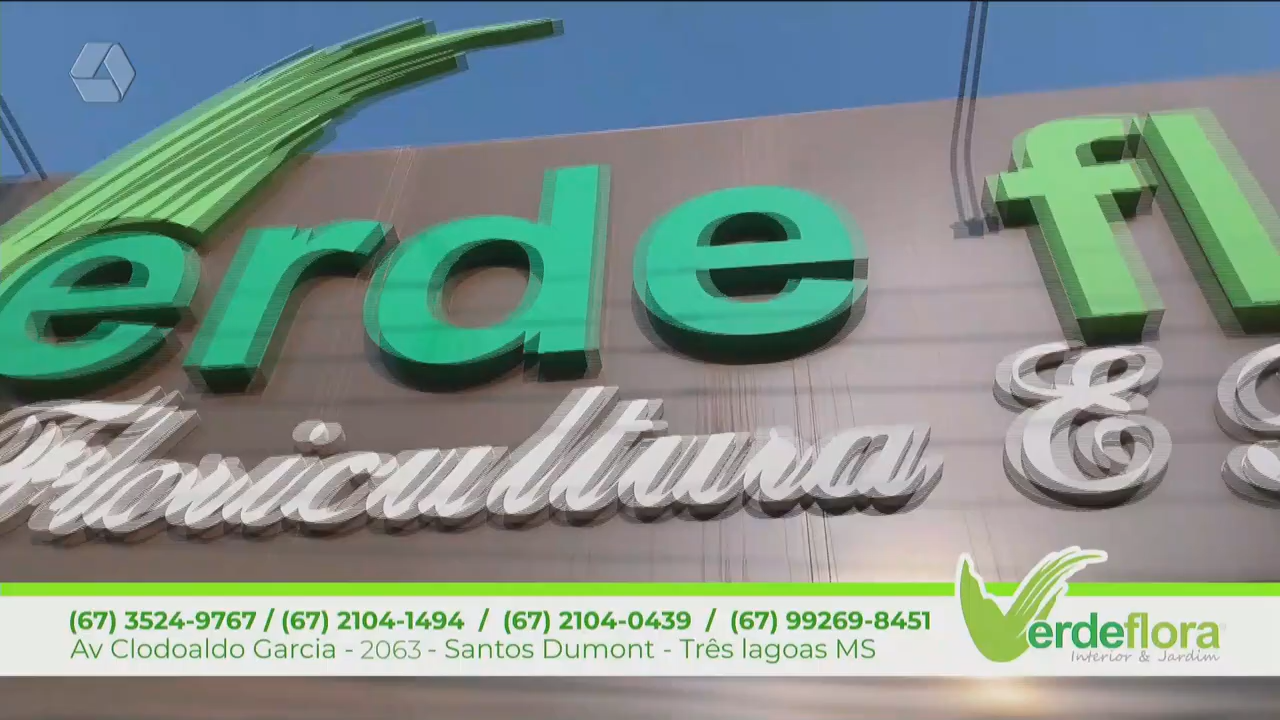 erde fl
Floricultura &
(67) 3524-9767 / (67) 2104-1494 / (67) 2104-0439 / (67) 99269-8451
Av Clodoaldo Garcia - 2063 - Santos Dumont - Três lagoas MS
Verdeflora
Interior & Jardim